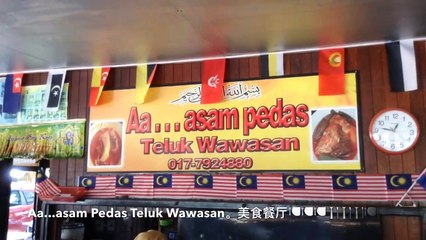 بسم الله الرحمن الرحيم
Aa...asam pedas
Teluk Wawasan
017-7924880
Aa...asam Pedas Teluk Wawasan。美食餐厅🍽🍽🍽🍴🍴🍴🍴